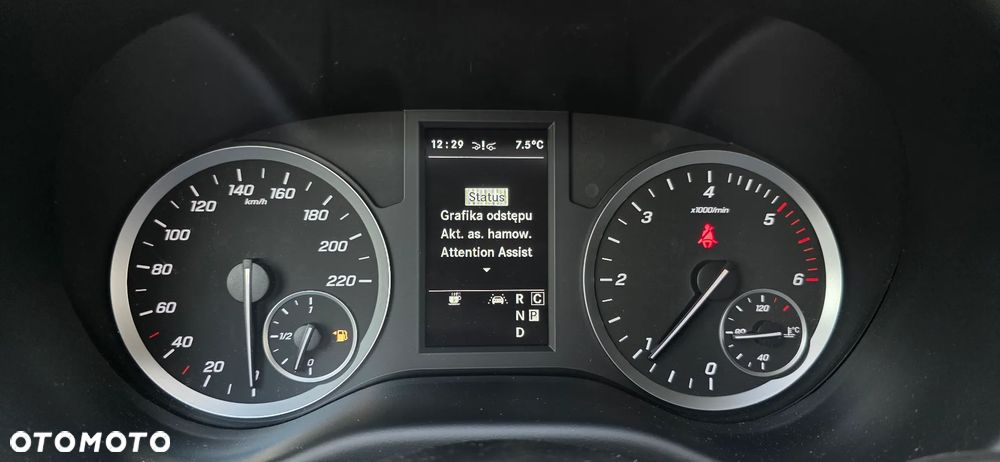 12:29 7.5°C
Status
Grafika odstępu
Akt. as. hamow.
Attention Assist
R C
N P
D
20
40
60
80
100
120
140
160
180
200
220
km/h
0
1/2
1
0
1
2
3
4
5
6
x1000/min
120
80
40
°C
OTOMOTO